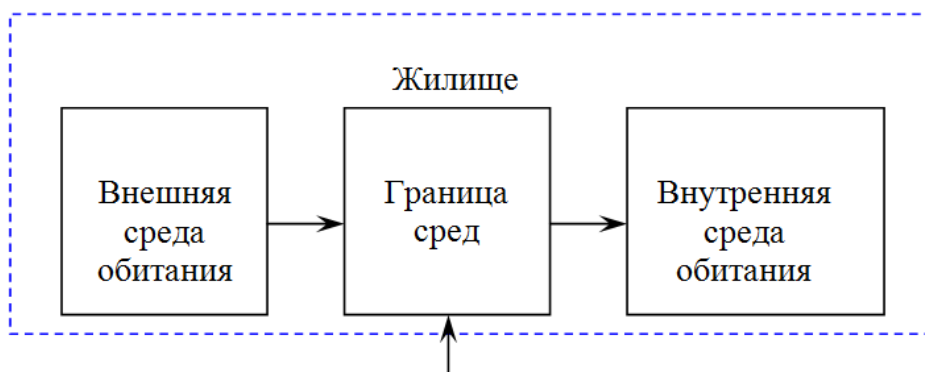 Жилище
Внешняя
среда
обитания
Граница
сред
Внутренняя
среда
обитания